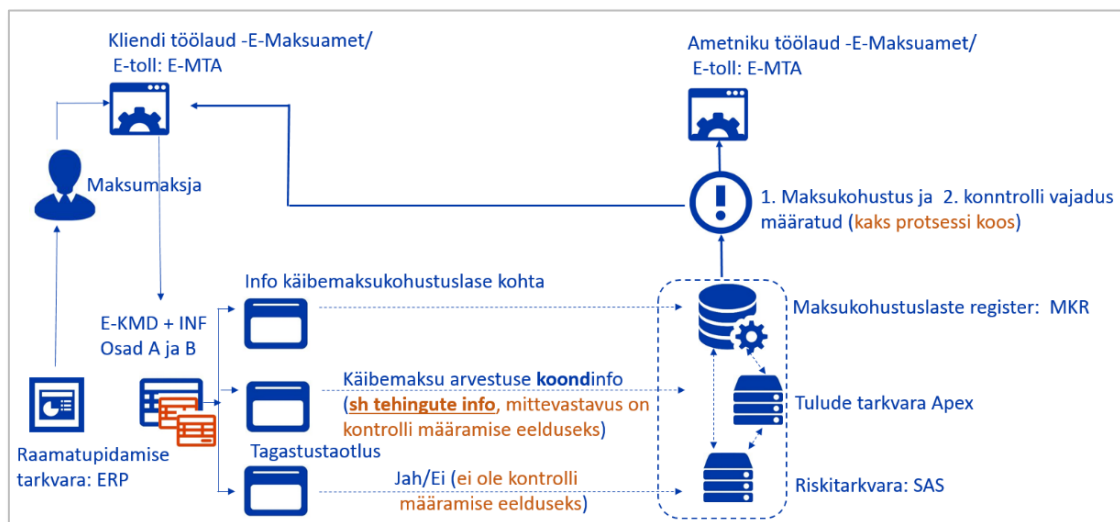 Kliendi töölaud -E-Maksuamet/
E-toll: E-MTA
Ametniku töölaud -E-Maksuamet/
E-toll: E-MTA
Maksumaksja
1. Maksukohustus ja 2. konntrolli vajadus
määratud (kaks protsessi koos)
Info käibemaksukohustuslase kohta
E-KMD + INF
Osad A ja B
Maksukohustuslaste register: MKR
Käibemaksu arvestuse koondinfo
(sh tehingute info, mittevastavus on
kontrolli määramise eelduseks)
Tulude tarkvara Apex
Raamatupidamise
tarkvara: ERP
Tagastustaotlus
Jah/Ei (ei ole kontrolli
määramise eelduseks)
Riskitarkvara: SAS